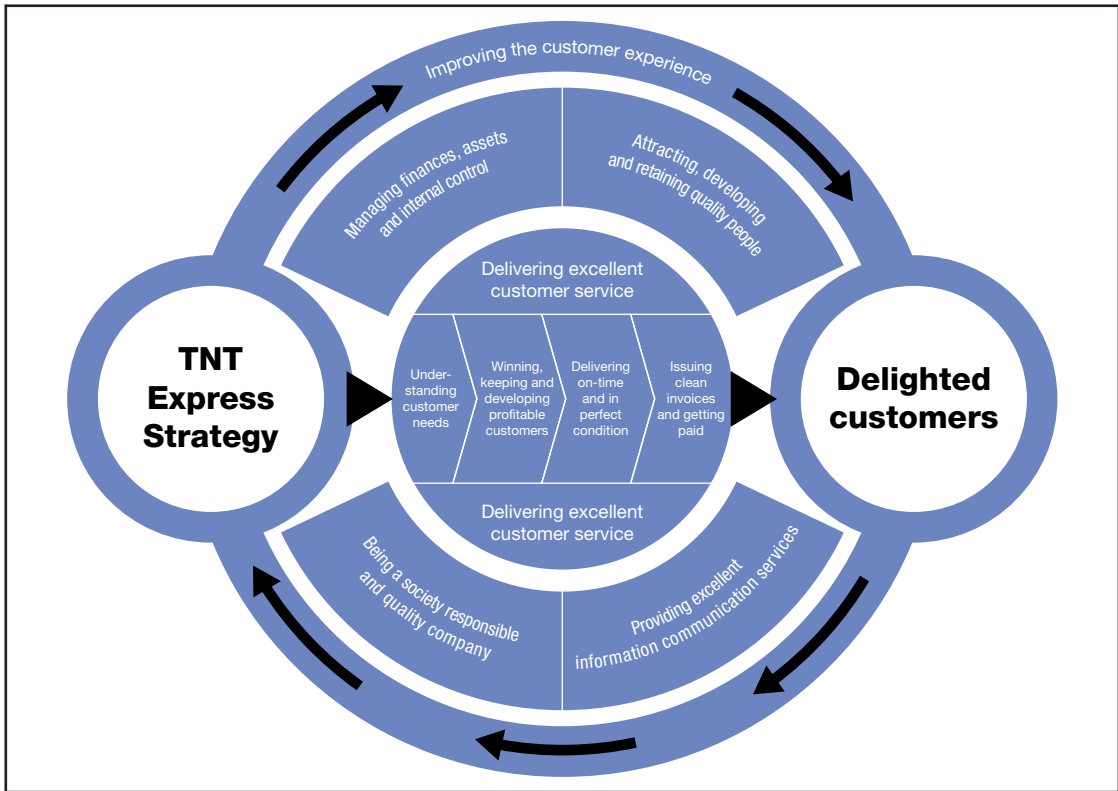 Improving the customer experience
Managing finances, assets
and internal control
Attracting, developing
and retaining quality people
Delivering excellent
customer service
TNT
Express
Strategy
Under-
standing
customer
needs
Winning,
keeping and
developing
profitable
customers
Delivering
on-time
and in
perfect
condition
Issuing
clean
invoices
and getting
paid
Delighted
customers
Delivering excellent
customer service
Being a society responsible
and quality company
Providing excellent
information communication services